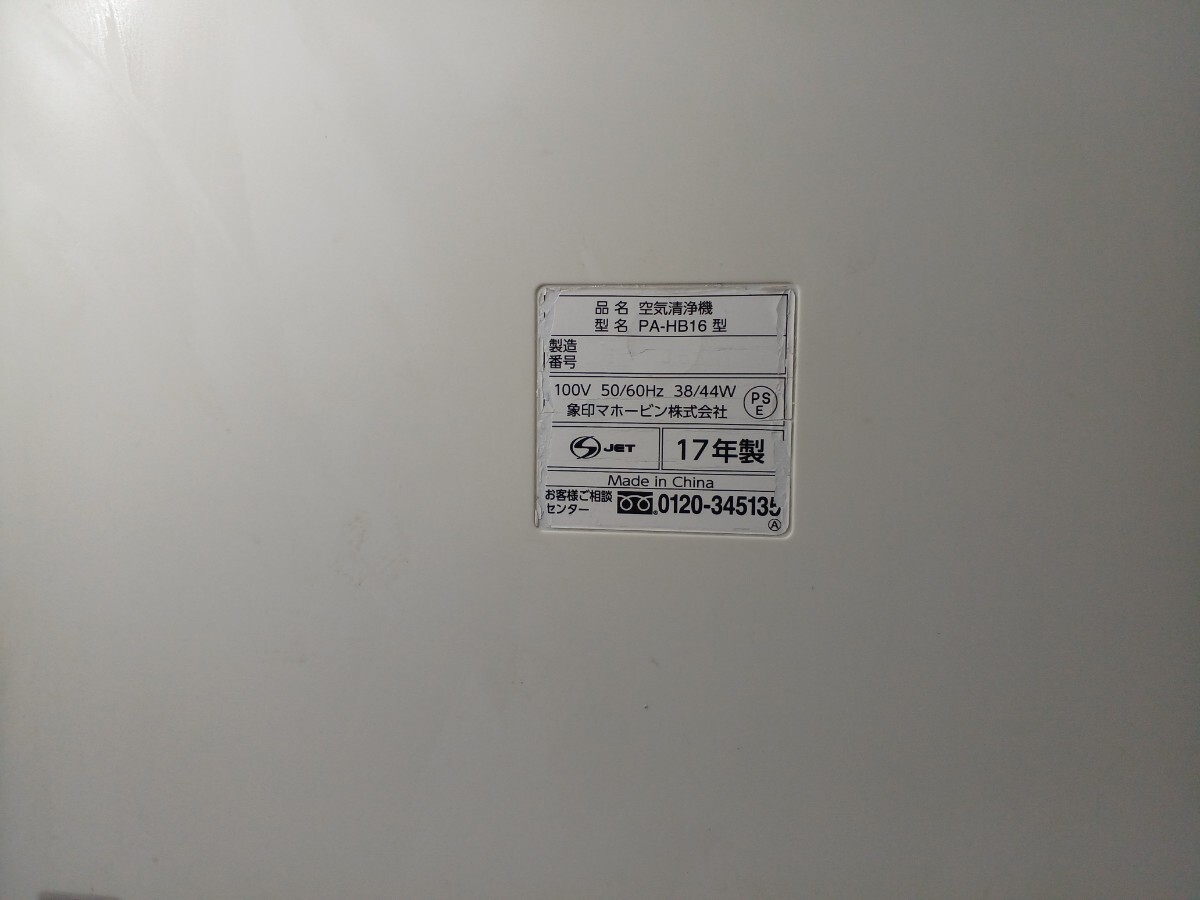 品名 空気清浄機
型名 PA-HB16 型
製造
番号
100V 50/60Hz 38/44W
象印マホービン株式会社
PS
E
JET
17年製
Made in China
お客様ご相談
センター
0120-345135
A